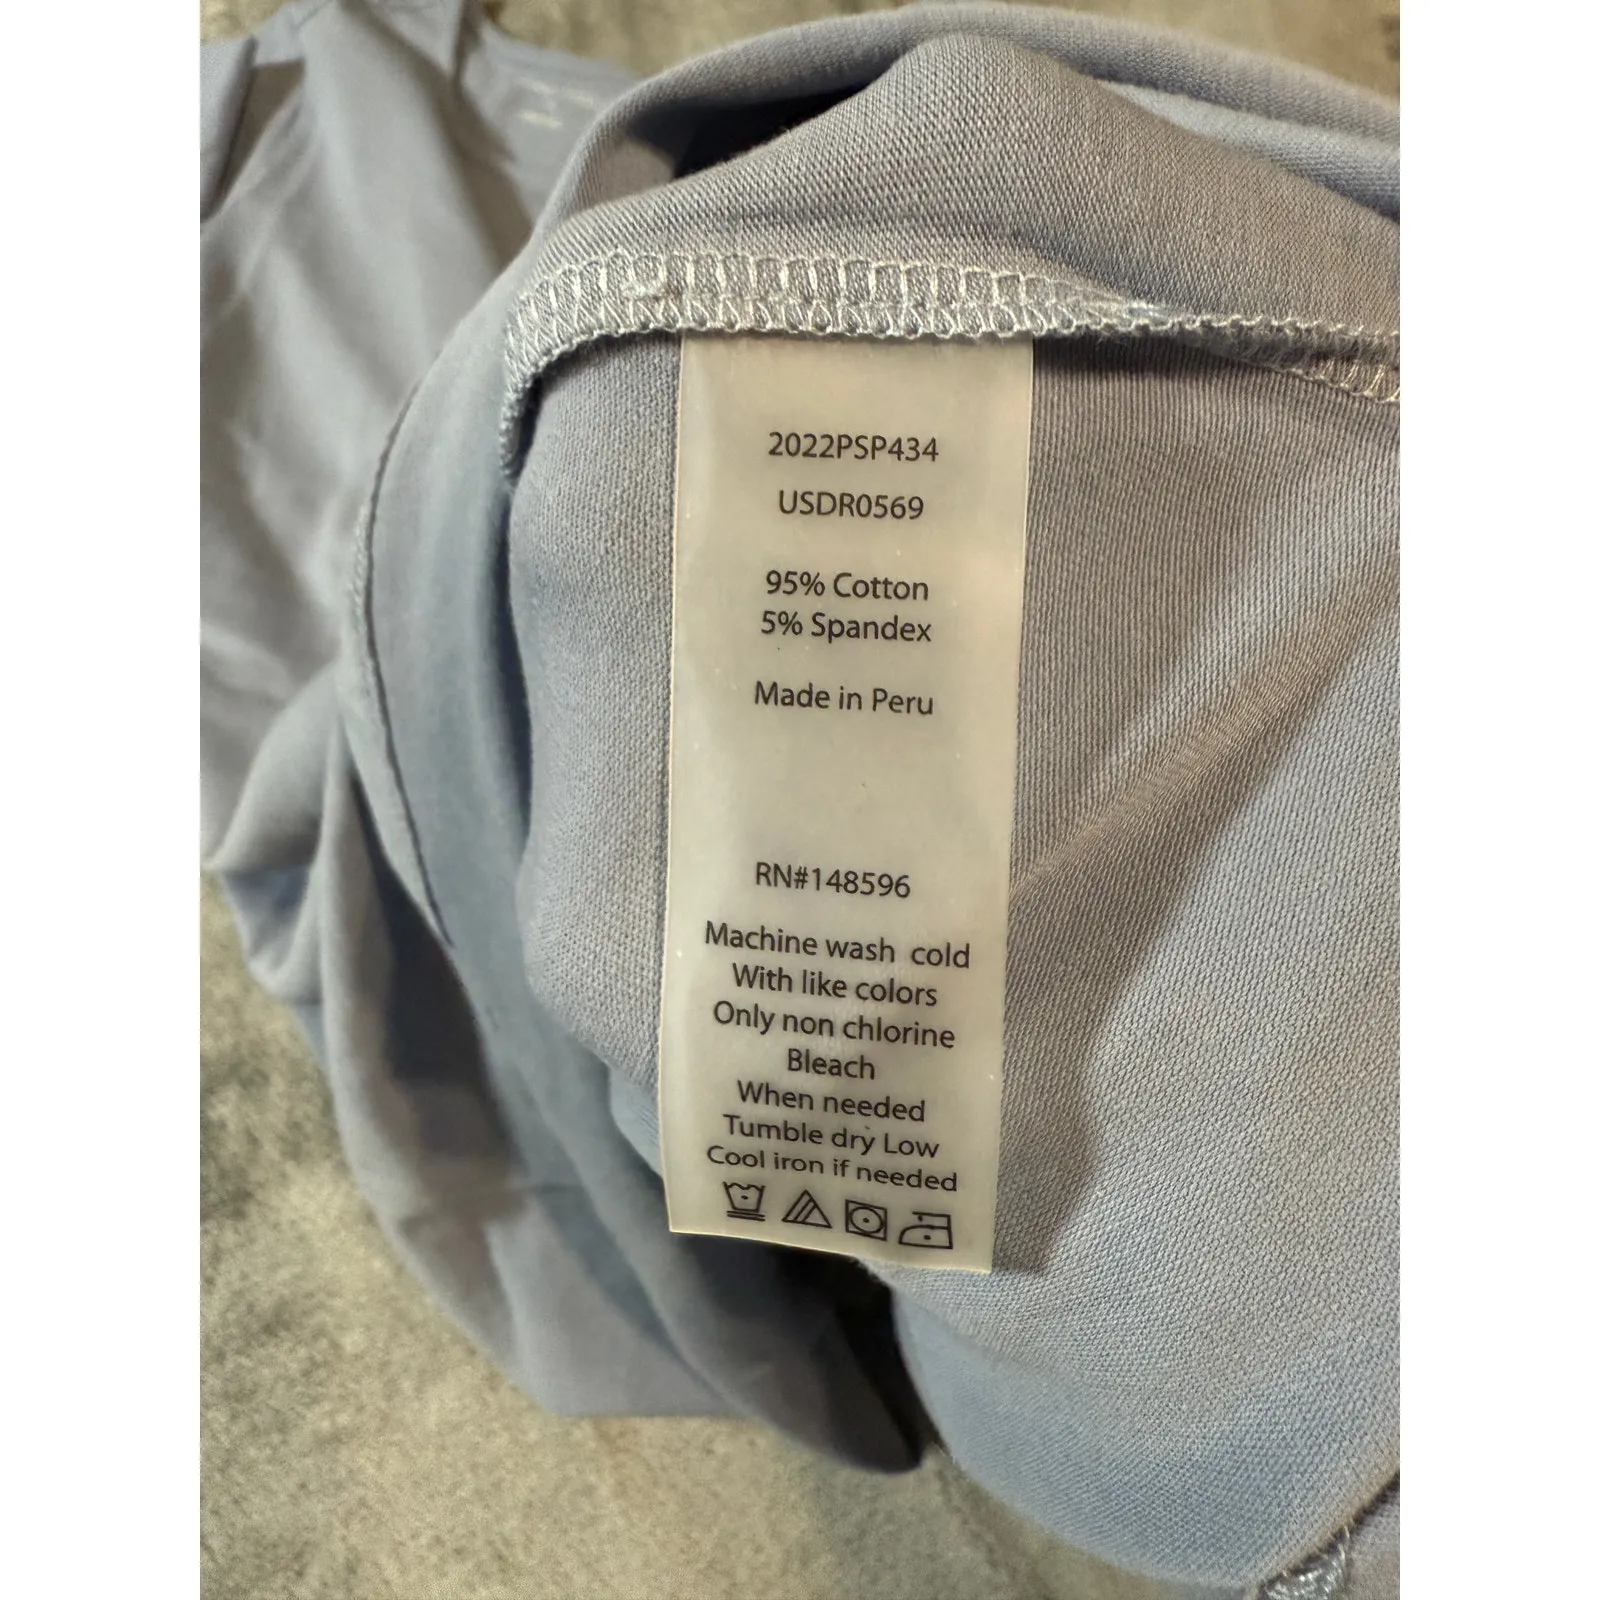 2022PSP434
USDR0569
95% Cotton
5% Spandex
Made in Peru
RN#148596
Machine wash cold
With like colors
Only non chlorine
Bleach
When needed
Tumble dry Low
Cool iron if needed